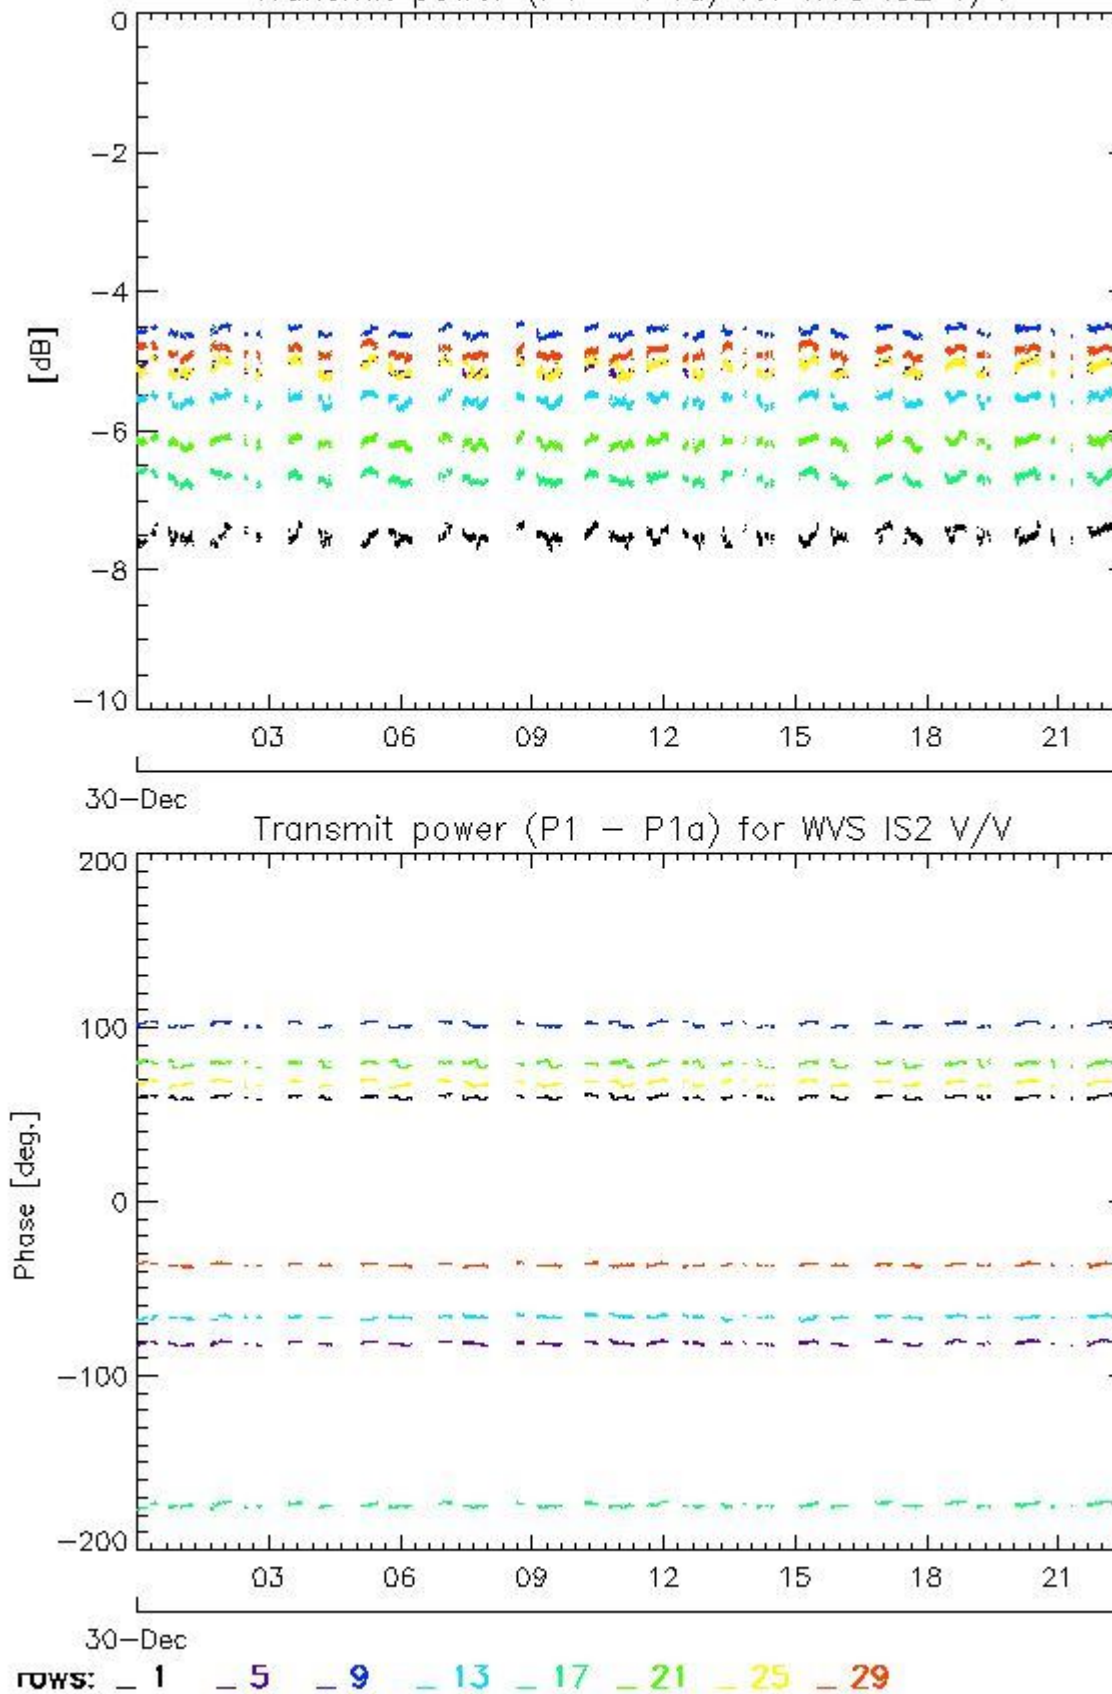 0
−2
−4
[dB]
−6
−8
−10
03 06 09 12 15 18 21
30−Dec
Transmit power (P1 − P1a) for WVS IS2 V/V
200
100
Phase [deg.]
0
−100
−200
03 06 09 12 15 18 21
30−Dec
rows: _ 1 _ 5 _ 9 _ 13 _ 17 _ 21 _ 25 _ 29